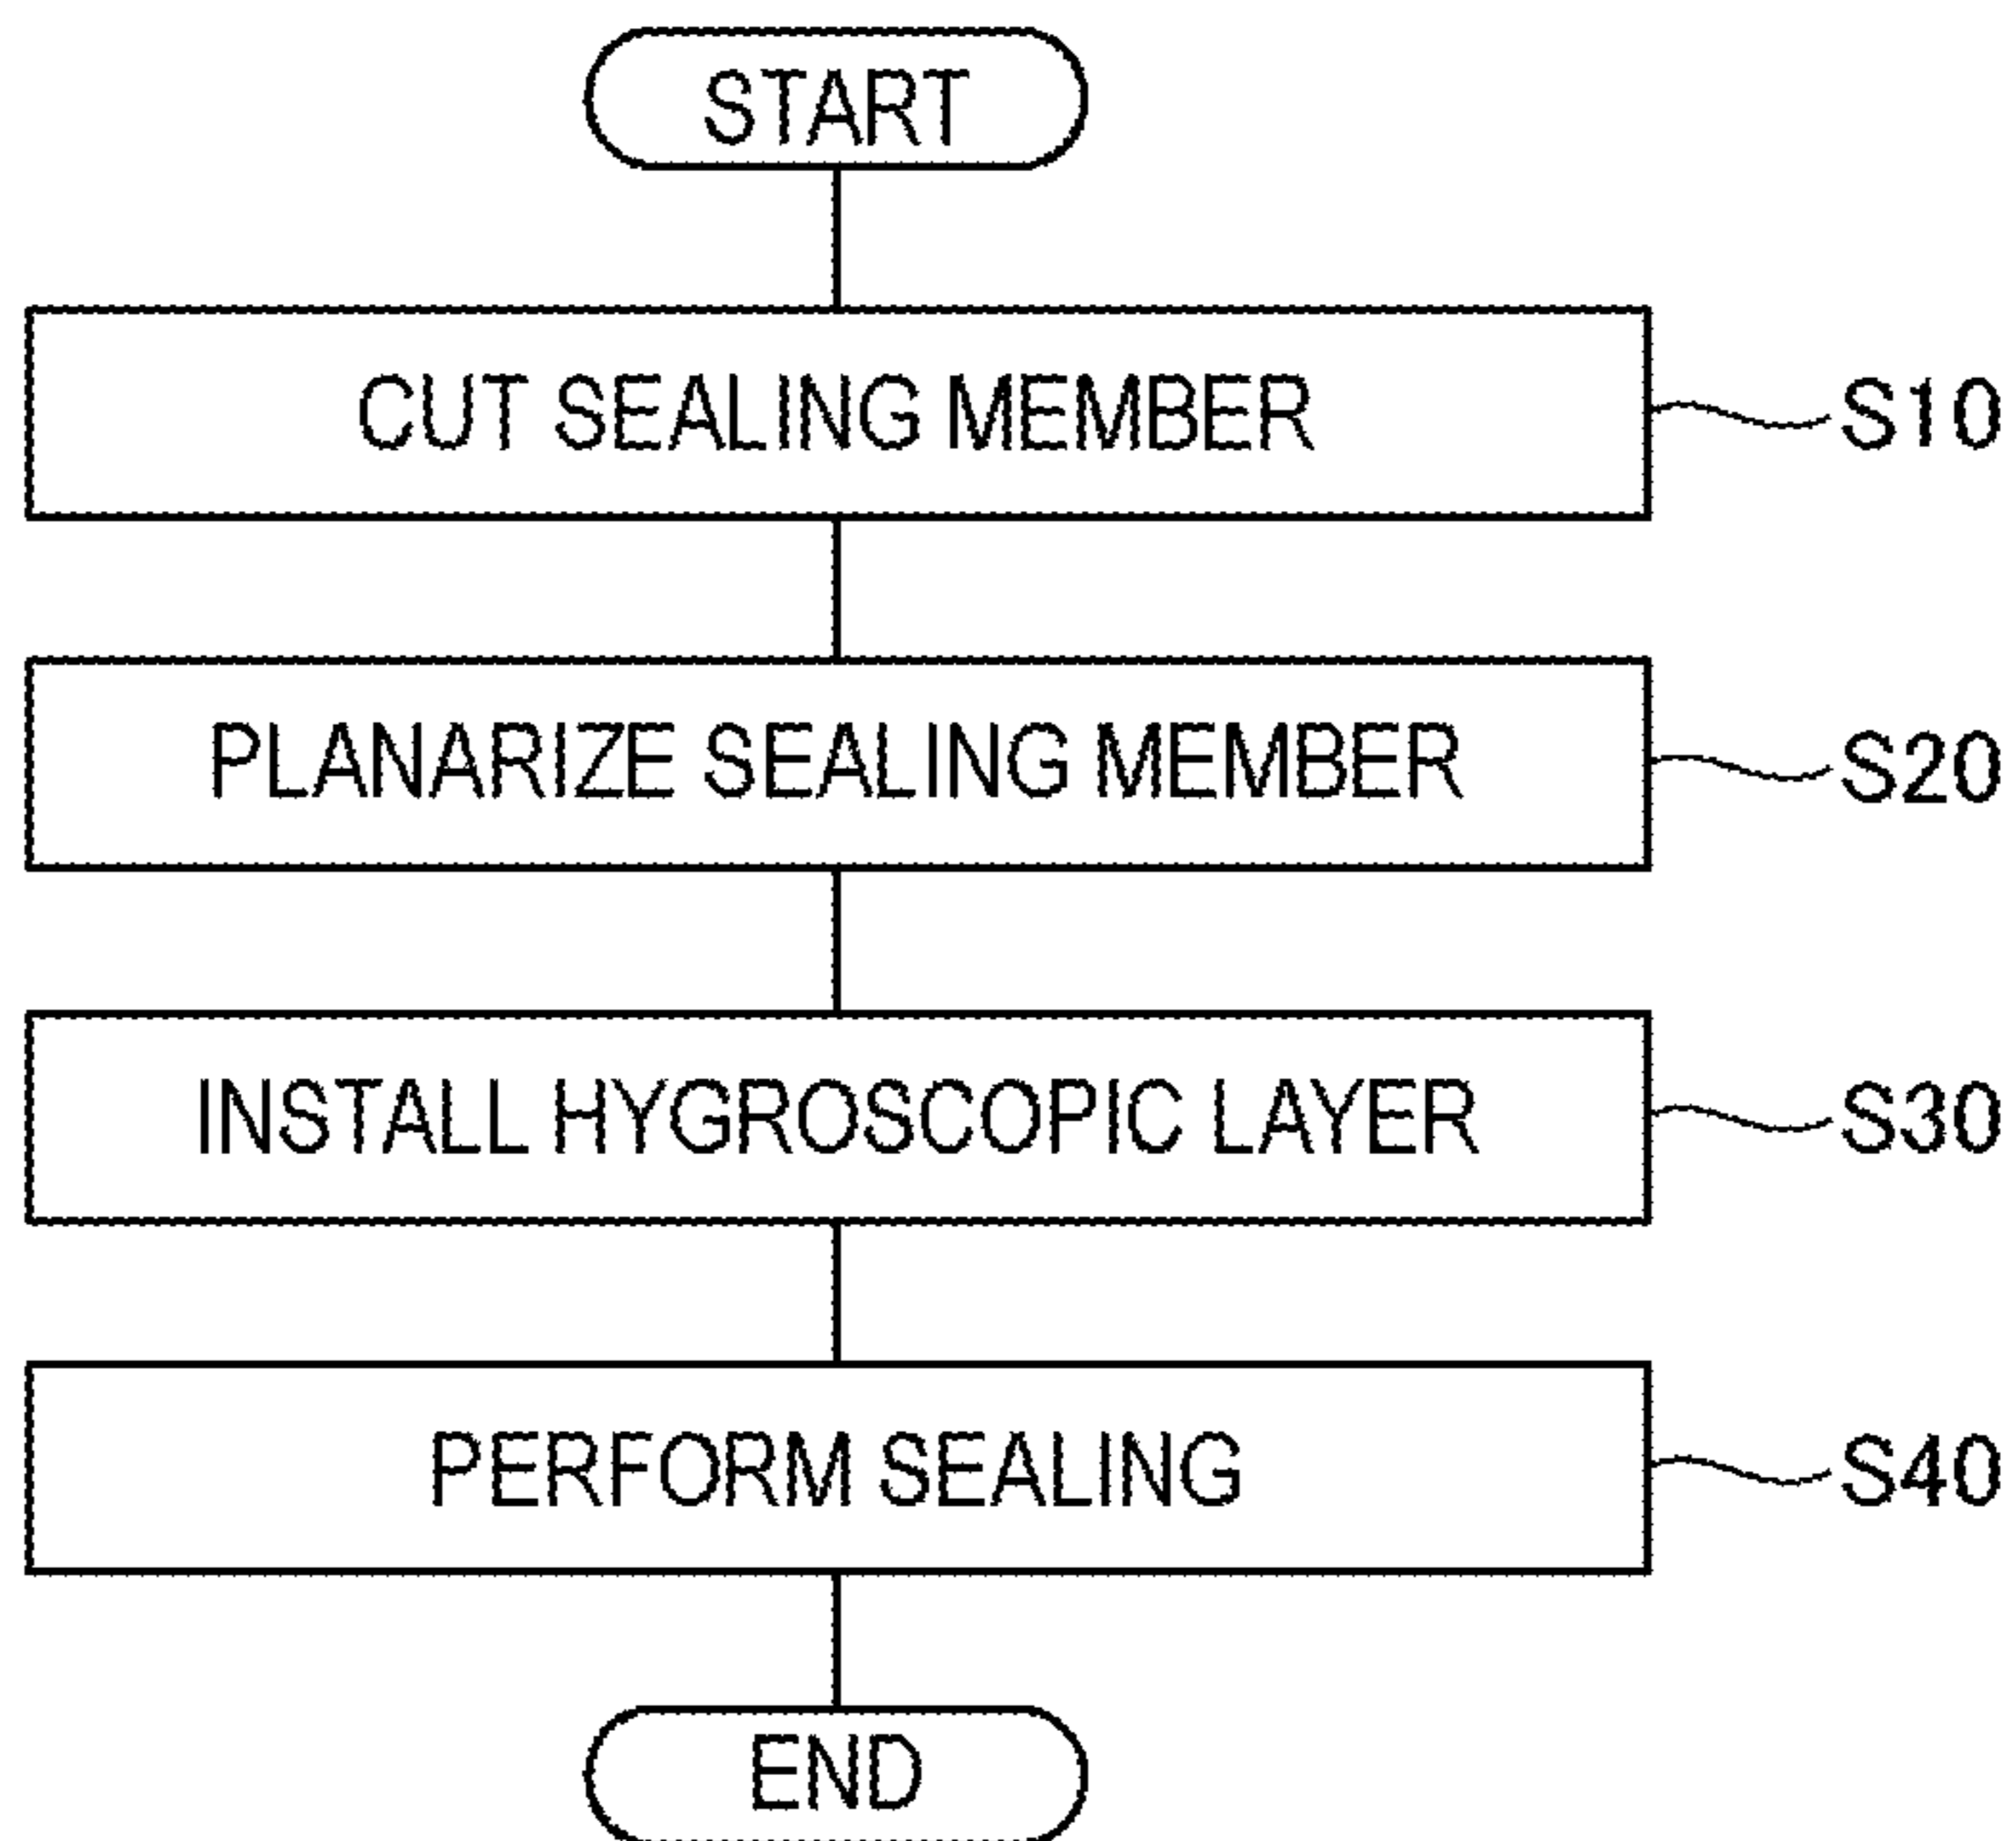 START
CUT SEALING MEMBER
S10
PLANARIZE SEALING MEMBER
S20
INSTALL HYGROSCOPIC LAYER
S30
PERFORM SEALING
S40
END